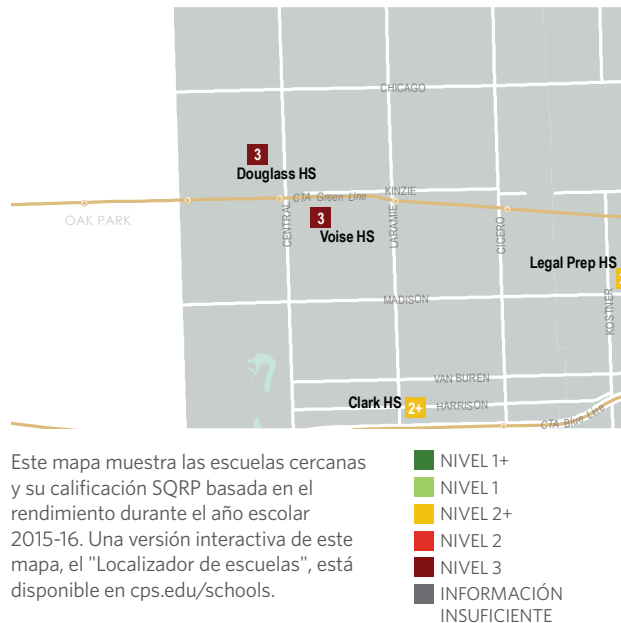 CHICAGO
3
Douglass HS
KINZIE
CTA Green Line
OAK PARK
3
CENTRAL
Voise HS
LARAMIE
CICERO
Legal Prep HS
MADISON
KOSTNER
VAN BUREN
Clark HS
2+
HARRISON
CTA Blue Line
Este mapa muestra las escuelas cercanas
y su calificación SQRP basada en el
rendimiento durante el año escolar
2015-16. Una versión interactiva de este
mapa, el "Localizador de escuelas", está
disponible en cps.edu/schools.
NIVEL 1+
NIVEL 1
NIVEL 2+
NIVEL 2
NIVEL 3
INFORMACIÓN
INSUFICIENTE